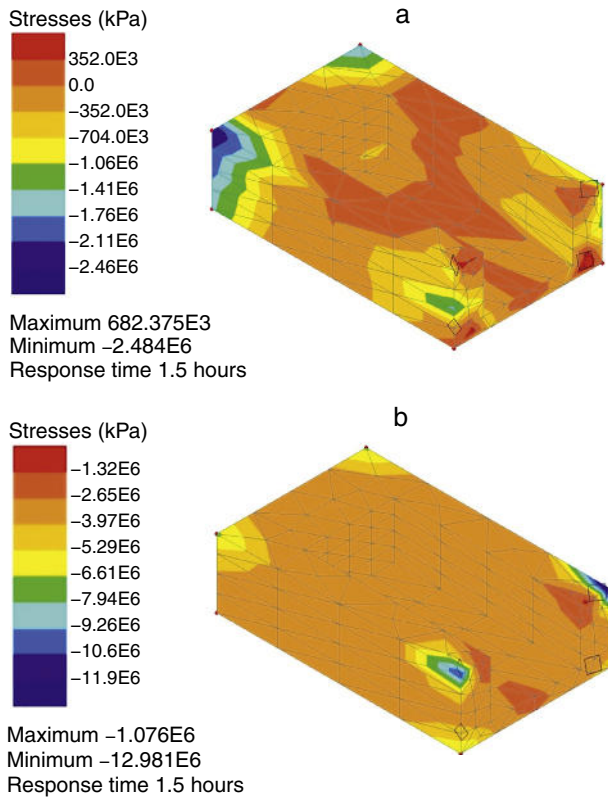 Stresses (kPa)
a
352.0E3
0.0
−352.0E3
−704.0E3
−1.06E6
−1.41E6
−1.76E6
−2.11E6
−2.46E6
Maximum 682.375E3
Minimum −2.484E6
Response time 1.5 hours
Stresses (kPa)
b
−1.32E6
−2.65E6
−3.97E6
−5.29E6
−6.61E6
−7.94E6
−9.26E6
−10.6E6
−11.9E6
Maximum −1.076E6
Minimum −12.981E6
Response time 1.5 hours